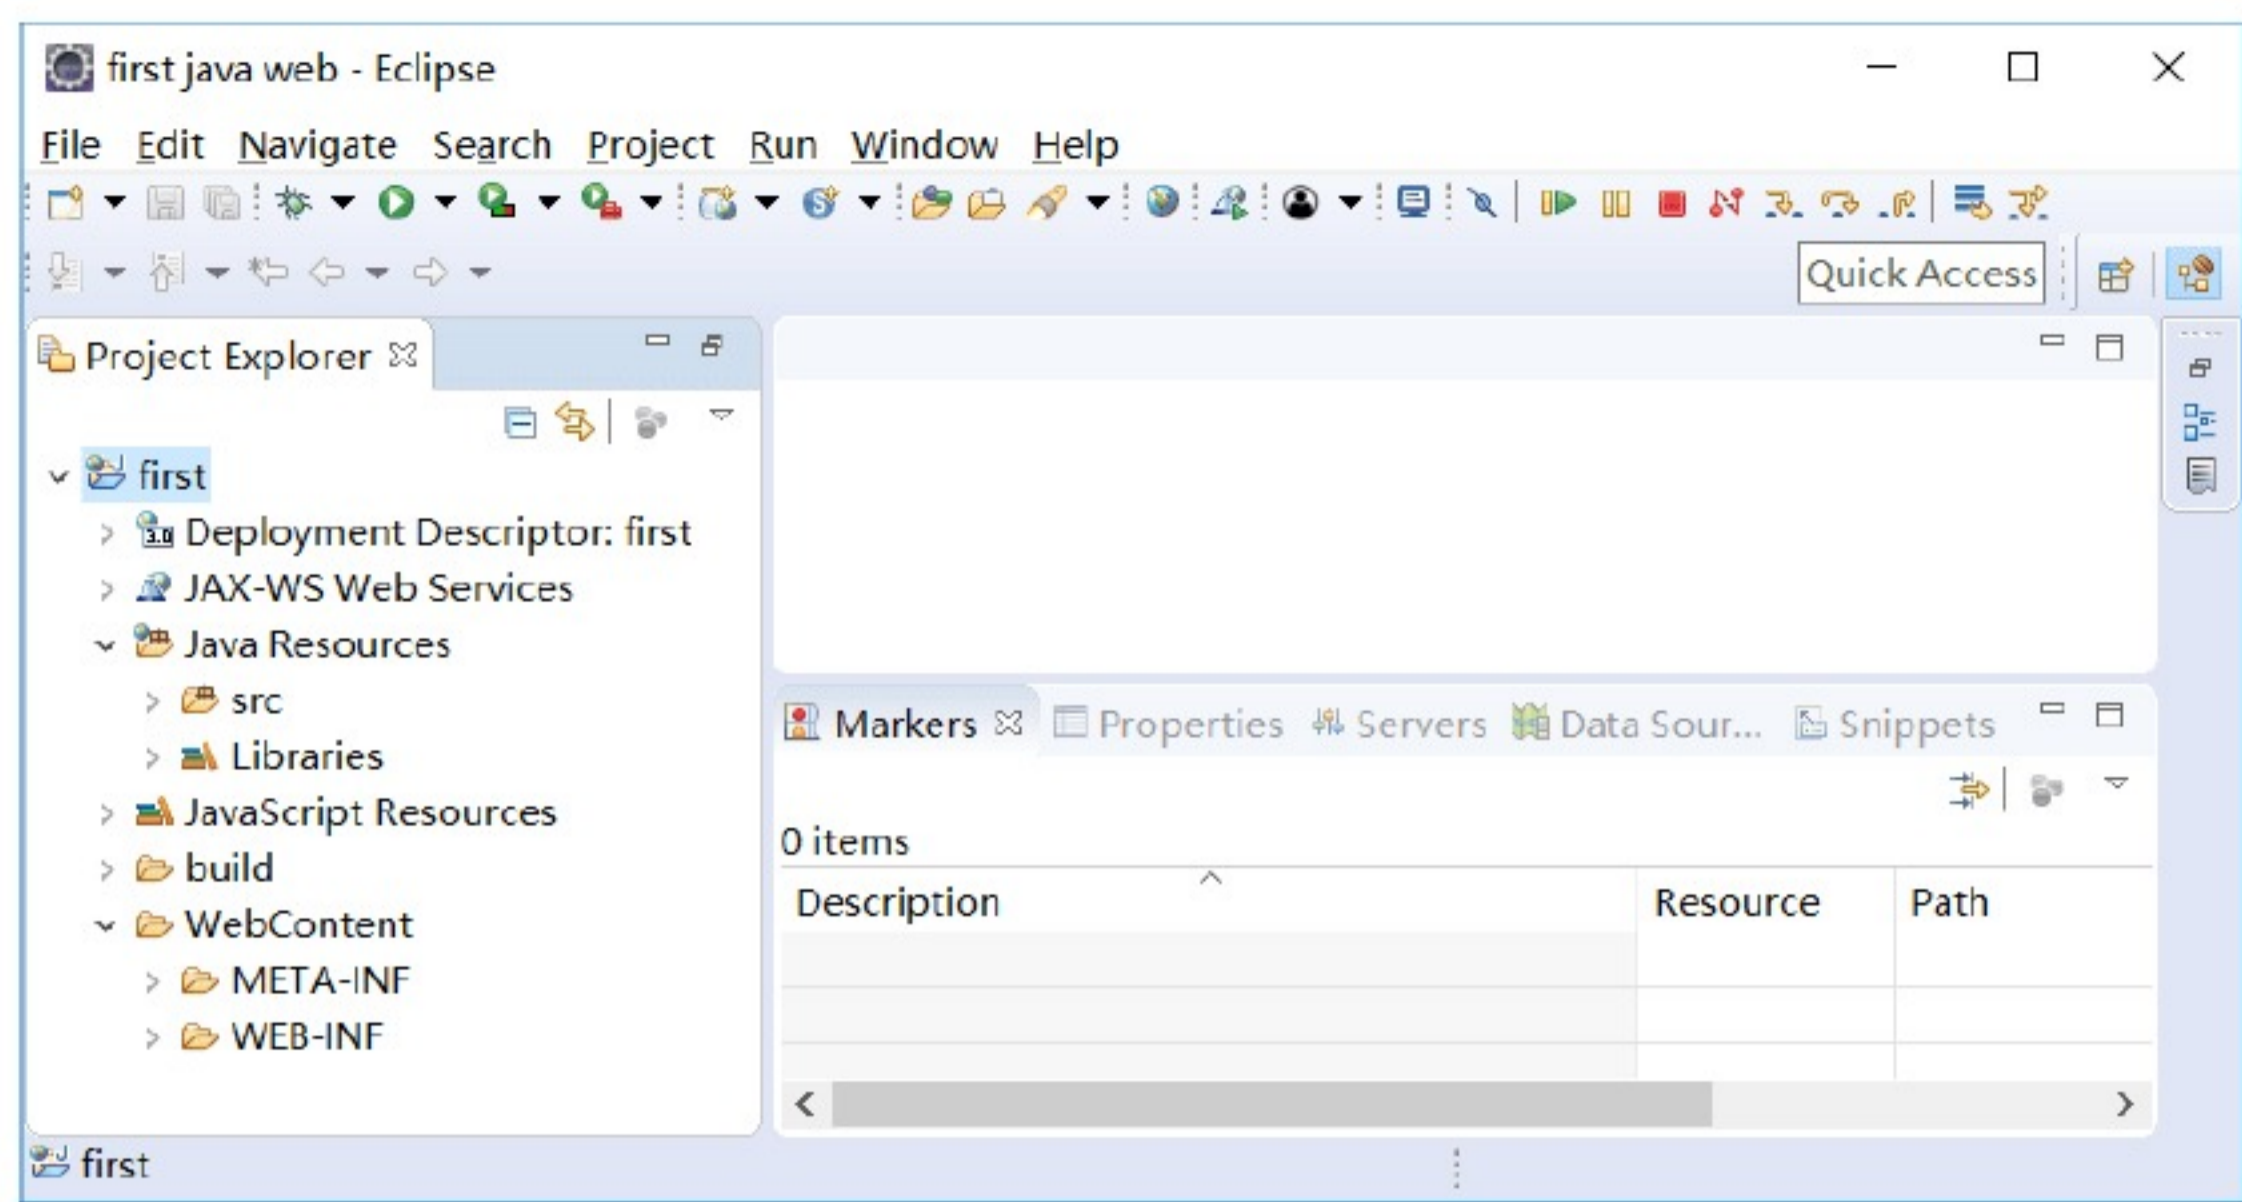 first java web - Eclipse
File Edit Navigate Search Project Run Window Help
Quick Access
Project Explorer
first
3.0 Deployment Descriptor: first
JAX-WS Web Services
Java Resources
src
Libraries
JavaScript Resources
build
WebContent
META-INF
WEB-INF
Markers Properties Servers Data Sour... Snippets
0 items
Description Resource Path
first